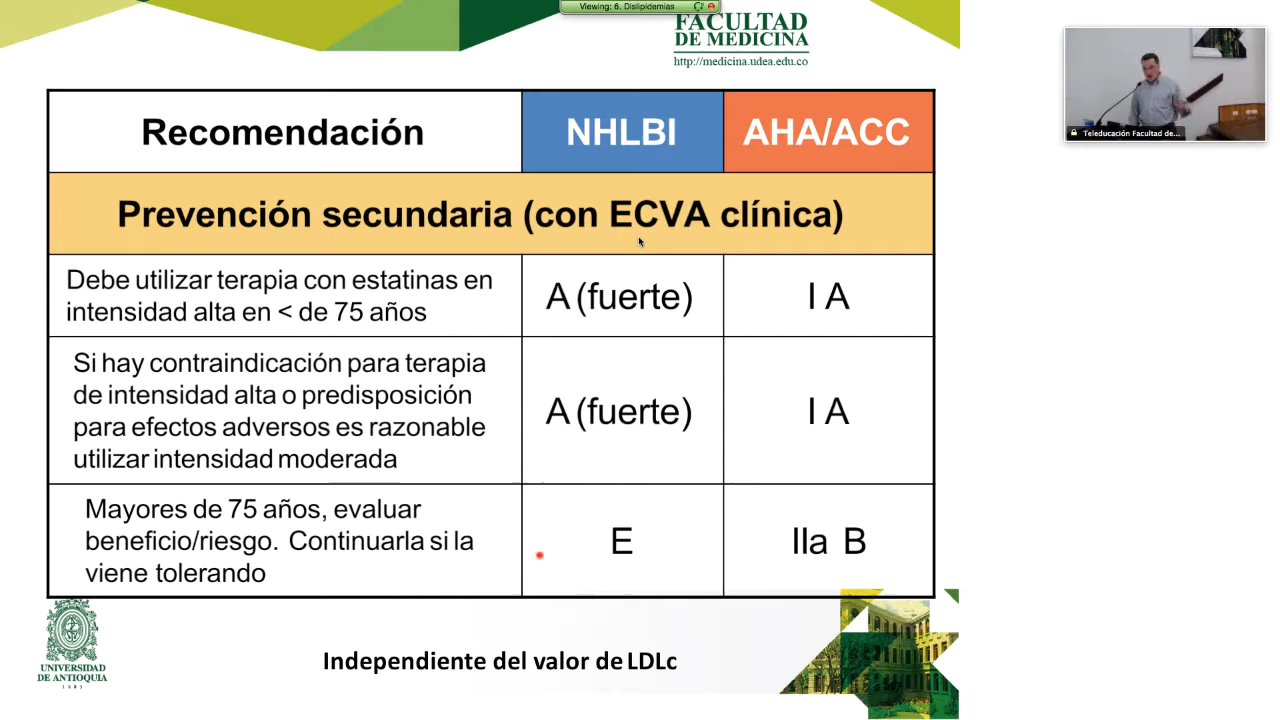 Viewing: 6. Dislipidemias
FACULTAD
DE MEDICINA
http://medicina.udea.edu.co
Teleducación Facultad de...
Recomendación
NHLBI
AHA/ACC
Prevención secundaria (con ECVA clínica)
Debe utilizar terapia con estatinas en
intensidad alta en < de 75 años
A (fuerte)
I A
Si hay contraindicación para terapia
de intensidad alta o predisposición
para efectos adversos es razonable
utilizar intensidad moderada
A (fuerte)
I A
Mayores de 75 años, evaluar
beneficio/riesgo. Continuarla si la
viene tolerando
E
IIa B
UNIVERSIDAD
DE ANTIOQUIA
1803
Independiente del valor de LDLc